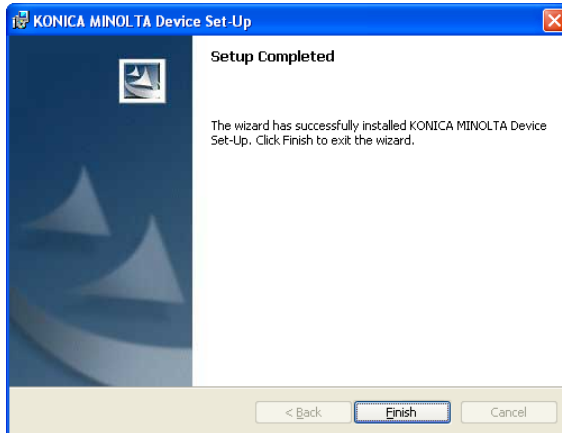 KONICA MINOLTA Device Set-Up
Setup Completed
The wizard has successfully installed KONICA MINOLTA Device
Set-Up. Click Finish to exit the wizard.
< Back
Finish
Cancel